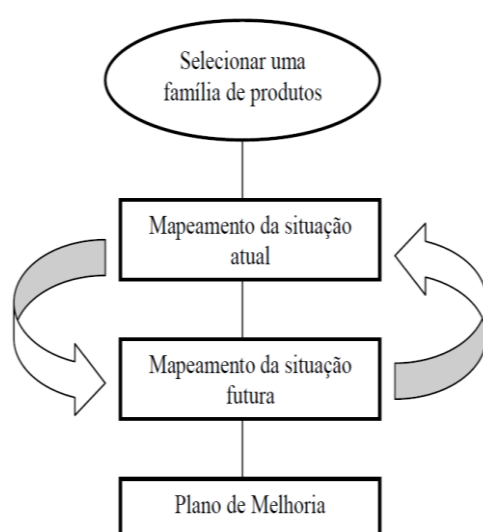 Selecionar uma
família de produtos
Mapeamento da situação
atual
Mapeamento da situação
futura
Plano de Melhoria